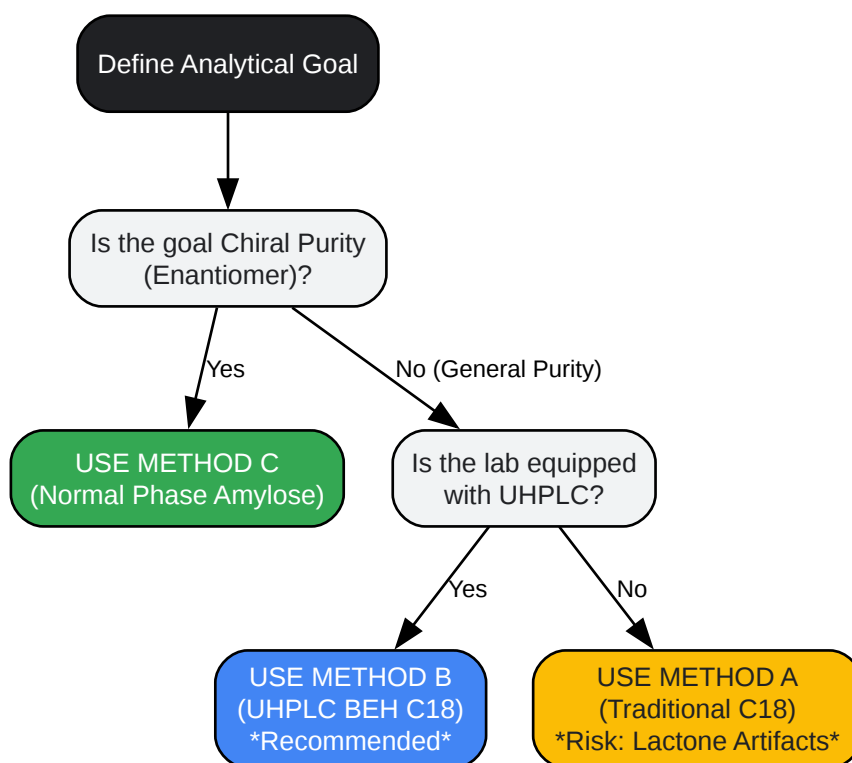 Define Analytical Goal
Is the goal Chiral Purity
(Enantiomer)?
Yes
No (General Purity)
USE METHOD C
(Normal Phase Amylose)
Is the lab equipped
with UHPLC?
Yes
No
USE METHOD B
(UHPLC BEH C18)
*Recommended*
USE METHOD A
(Traditional C18)
*Risk: Lactone Artifacts*